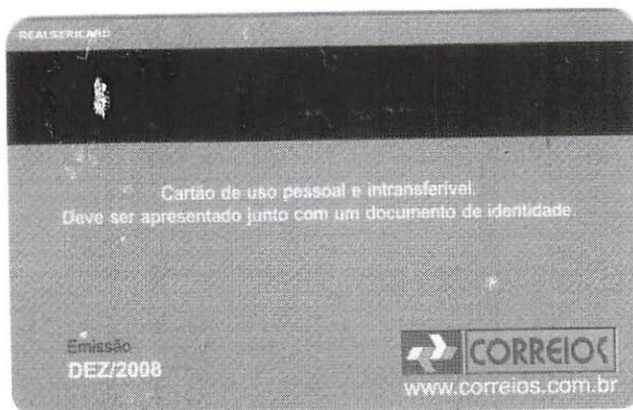 REALSERICARD
Cartão de uso pessoal e intransferível.
Deve ser apresentado junto com um documento de identidade.
Emissão
DEZ/2008
CORREIOS
www.correios.com.br